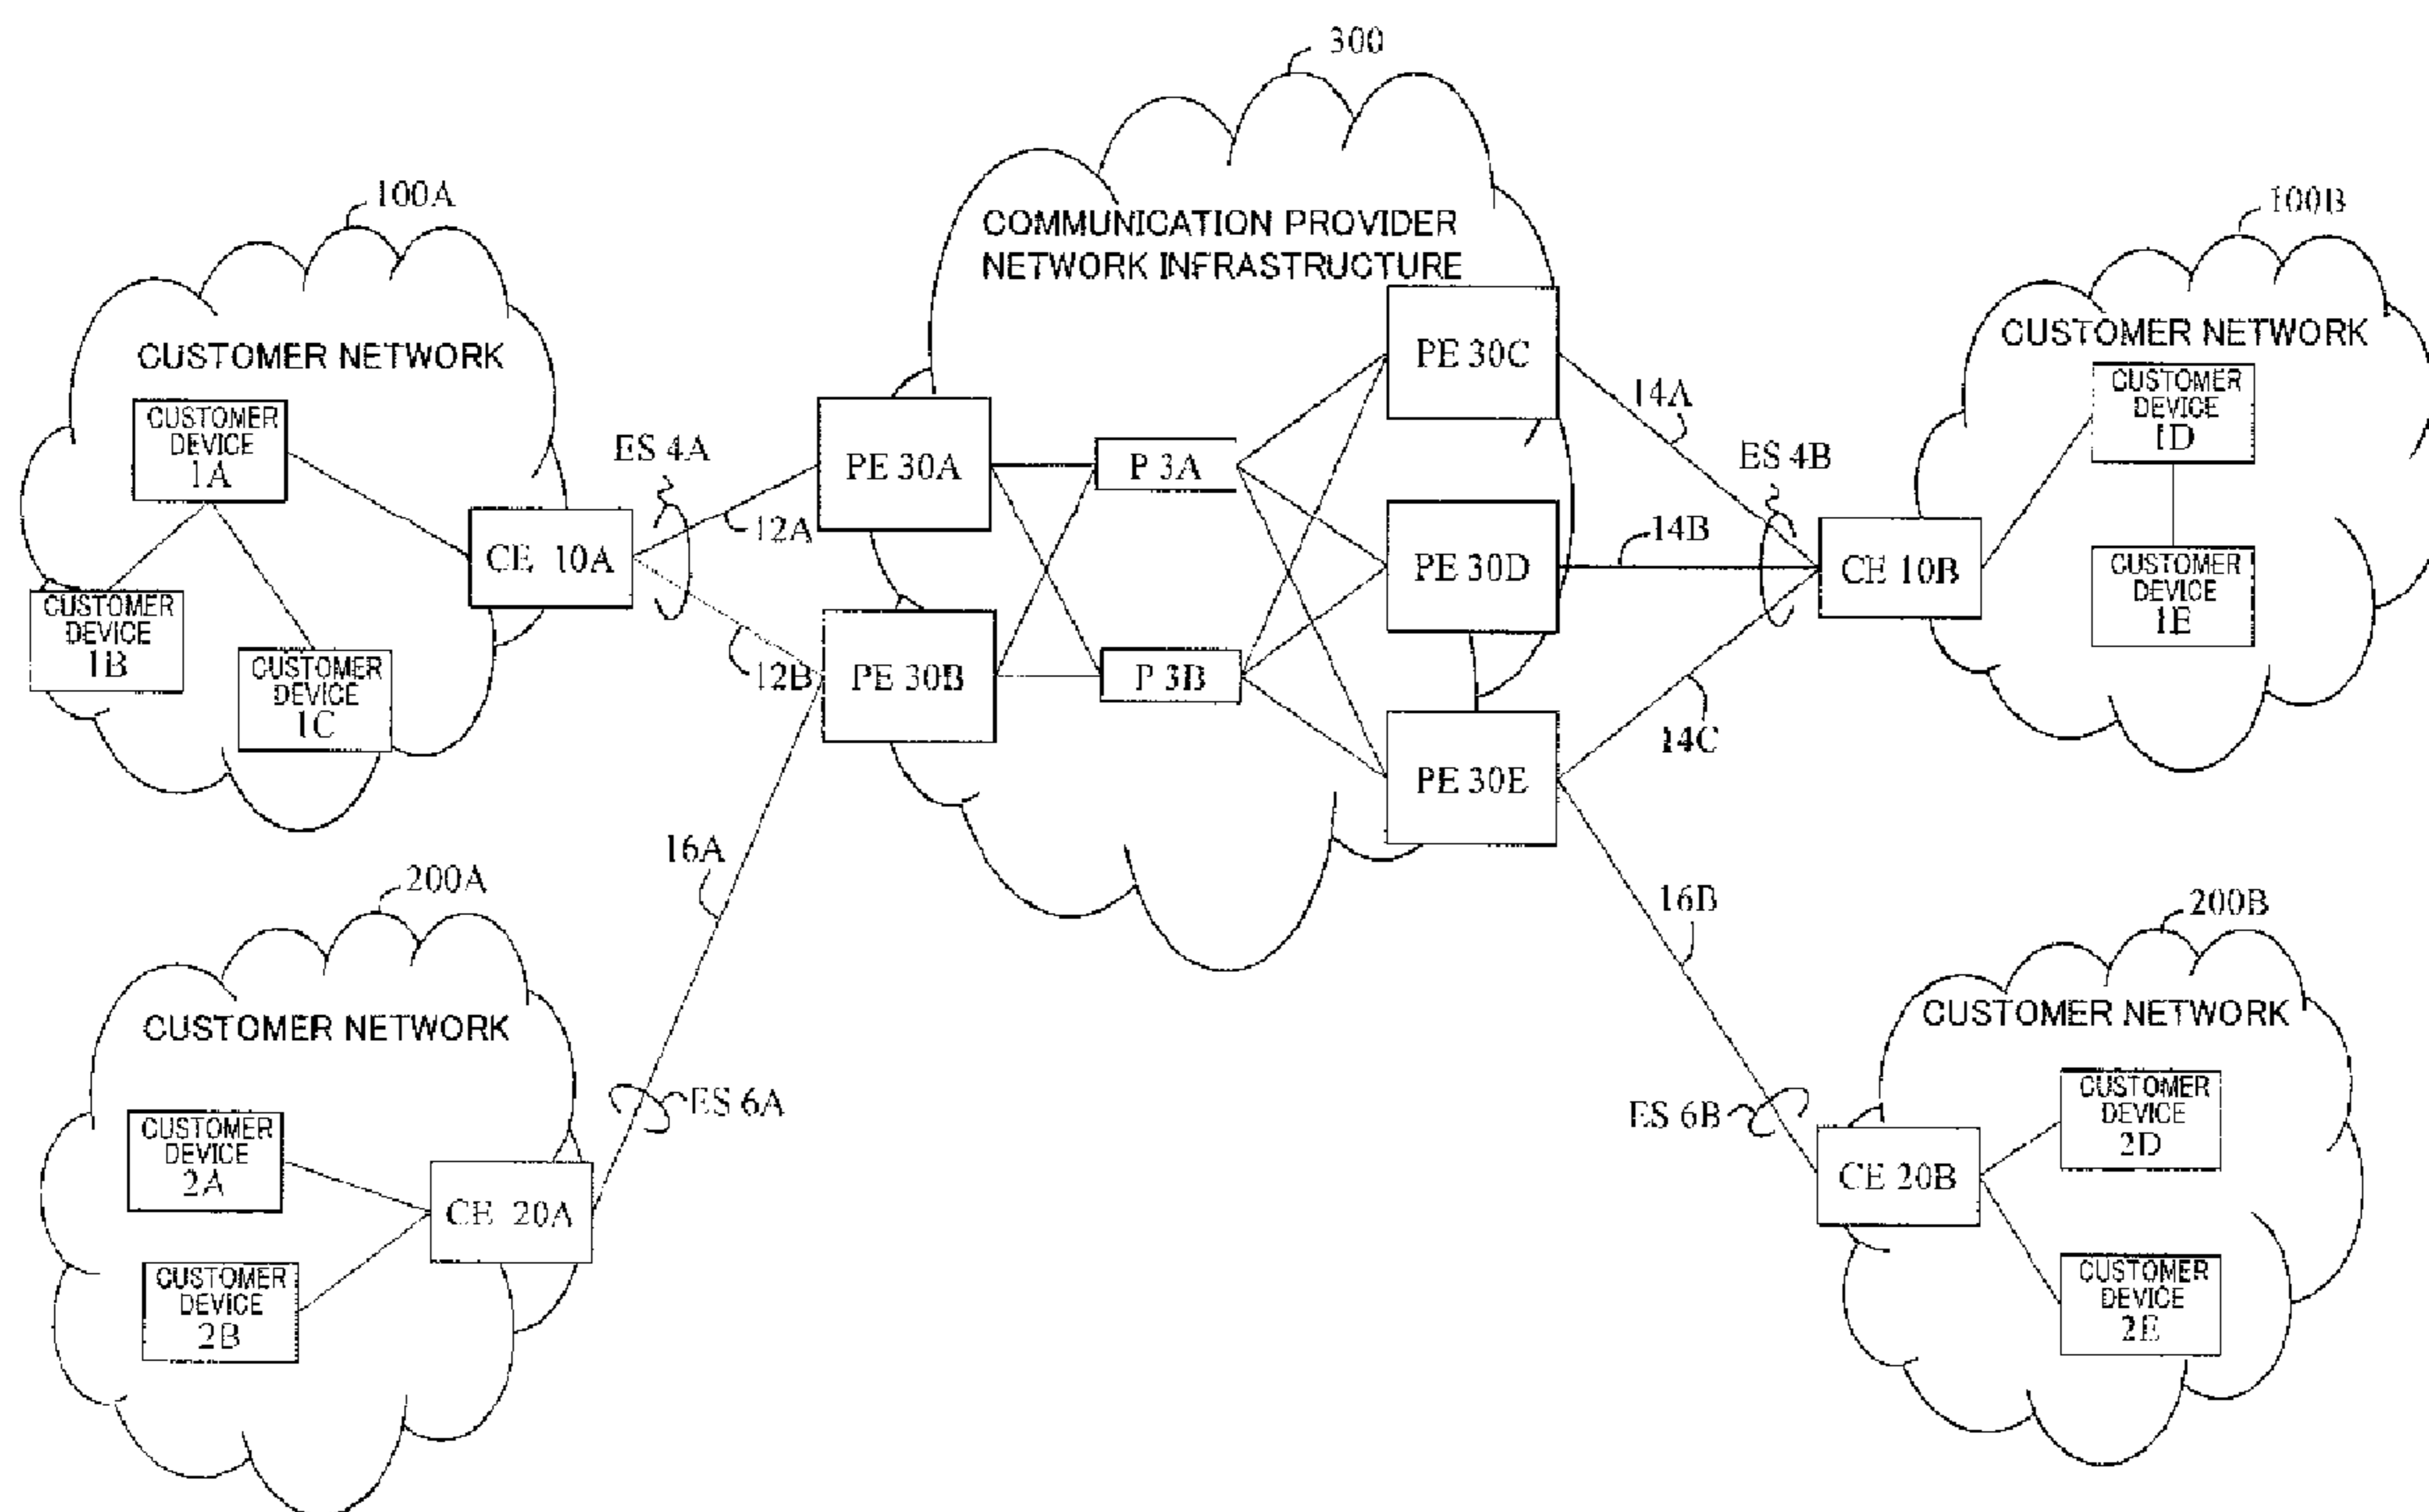 300
100A
100B
COMMUNICATION PROVIDER
NETWORK INFRASTRUCTURE
CUSTOMER NETWORK
CUSTOMER
DEVICE
1A
CUSTOMER
DEVICE
1B
CUSTOMER
DEVICE
1C
CE 10A
ES 4A
12A
12B
PE 30A
PE 30B
P 3A
P 3B
PE 30C
PE 30D
PE 30E
14A
14B
14C
ES 4B
CE 10B
CUSTOMER NETWORK
CUSTOMER
DEVICE
1D
CUSTOMER
DEVICE
1E
16A
200A
CUSTOMER NETWORK
CUSTOMER
DEVICE
2A
CUSTOMER
DEVICE
2B
CE 20A
ES 6A
16B
200B
ES 6B
CE 20B
CUSTOMER NETWORK
CUSTOMER
DEVICE
2D
CUSTOMER
DEVICE
2E